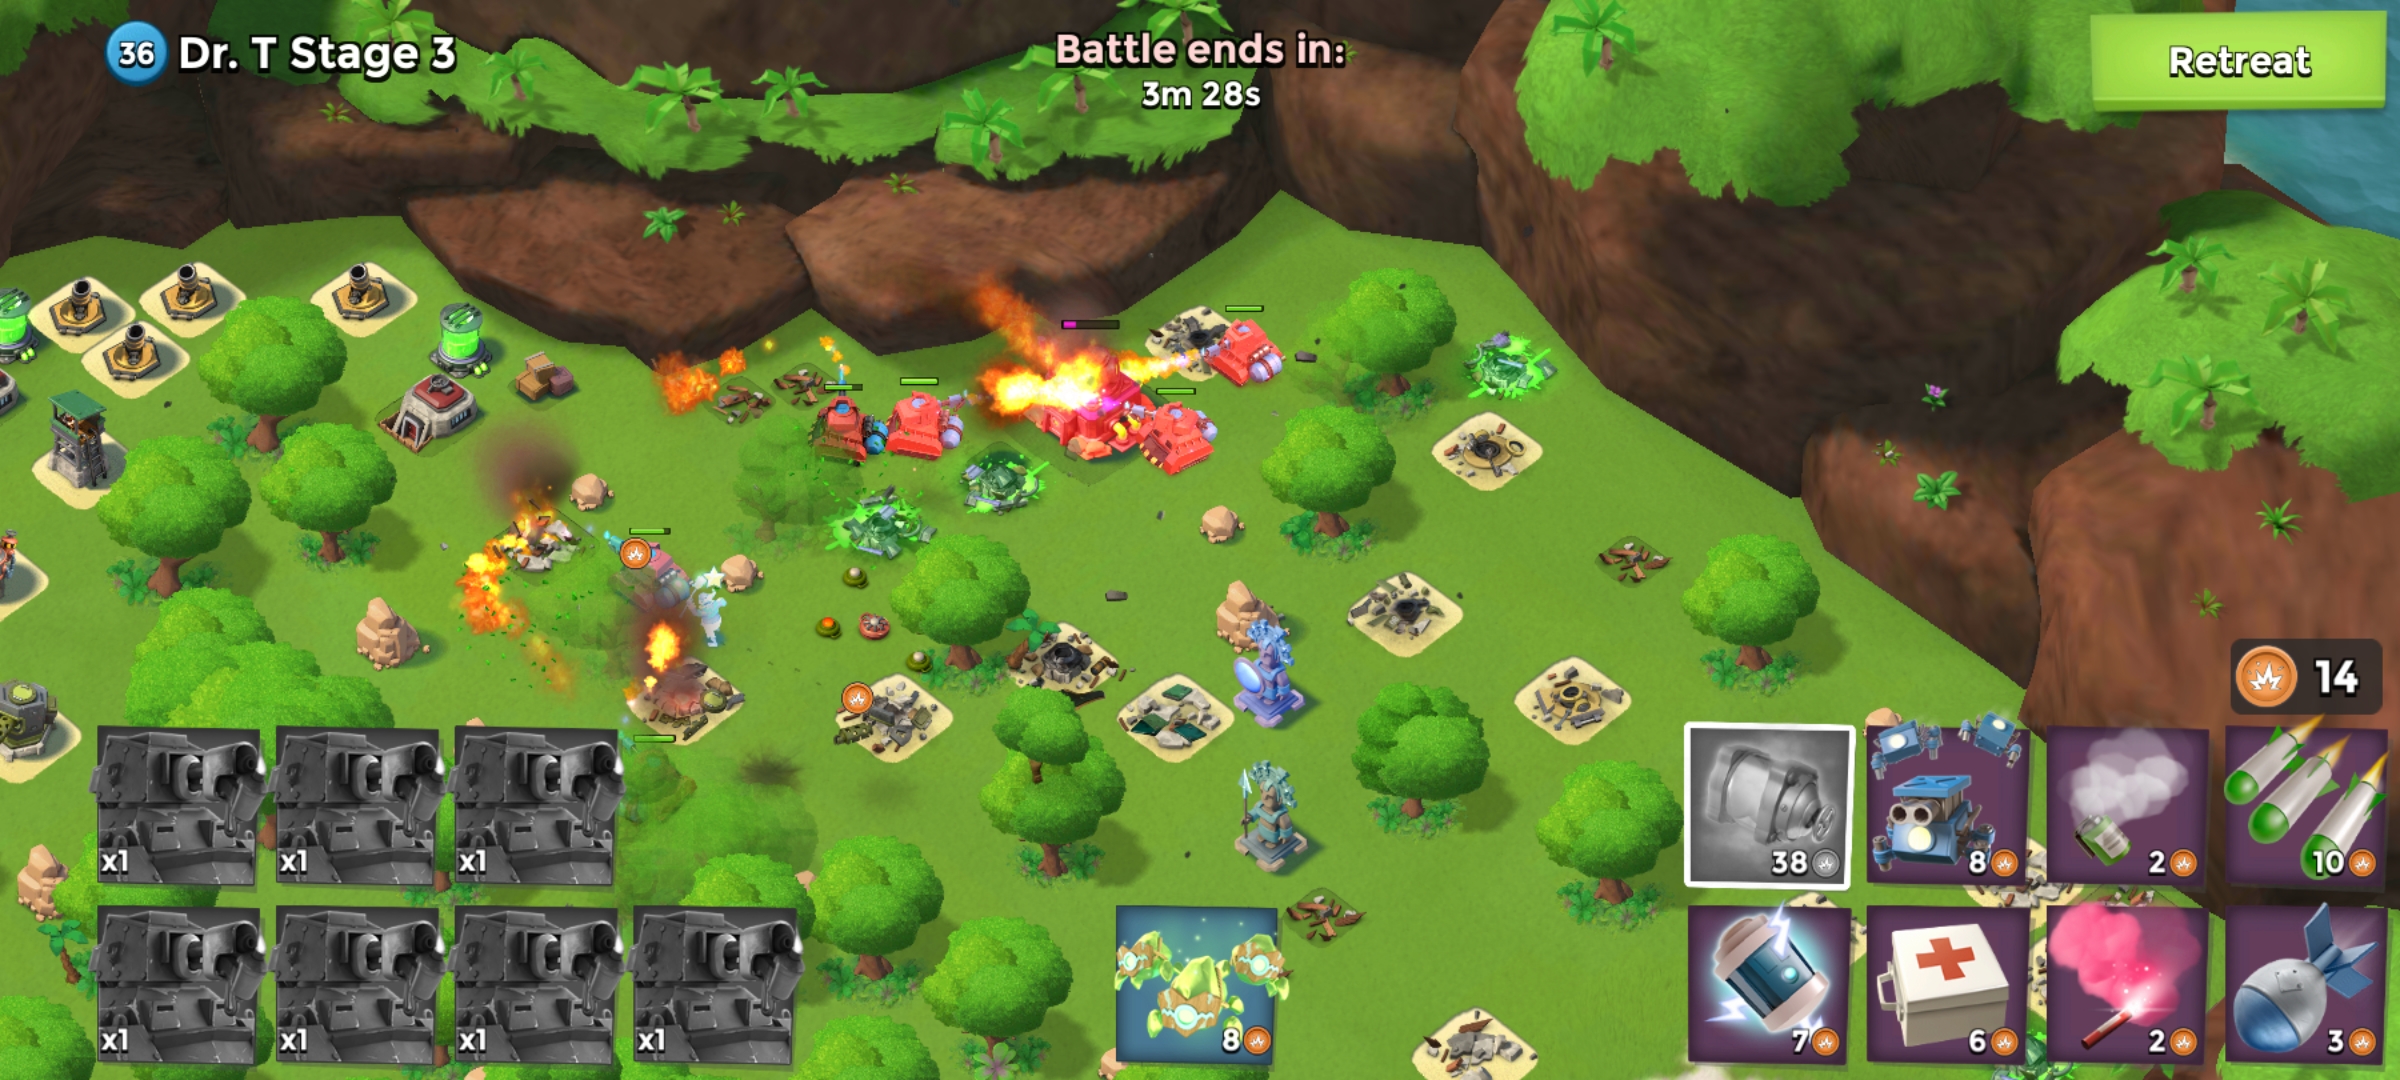 36 Dr. T Stage 3
Battle ends in:
3m 28s
Retreat
14
x1 x1 x1
38 8 2 10
x1 x1 x1 x1
8
7 6 2 3